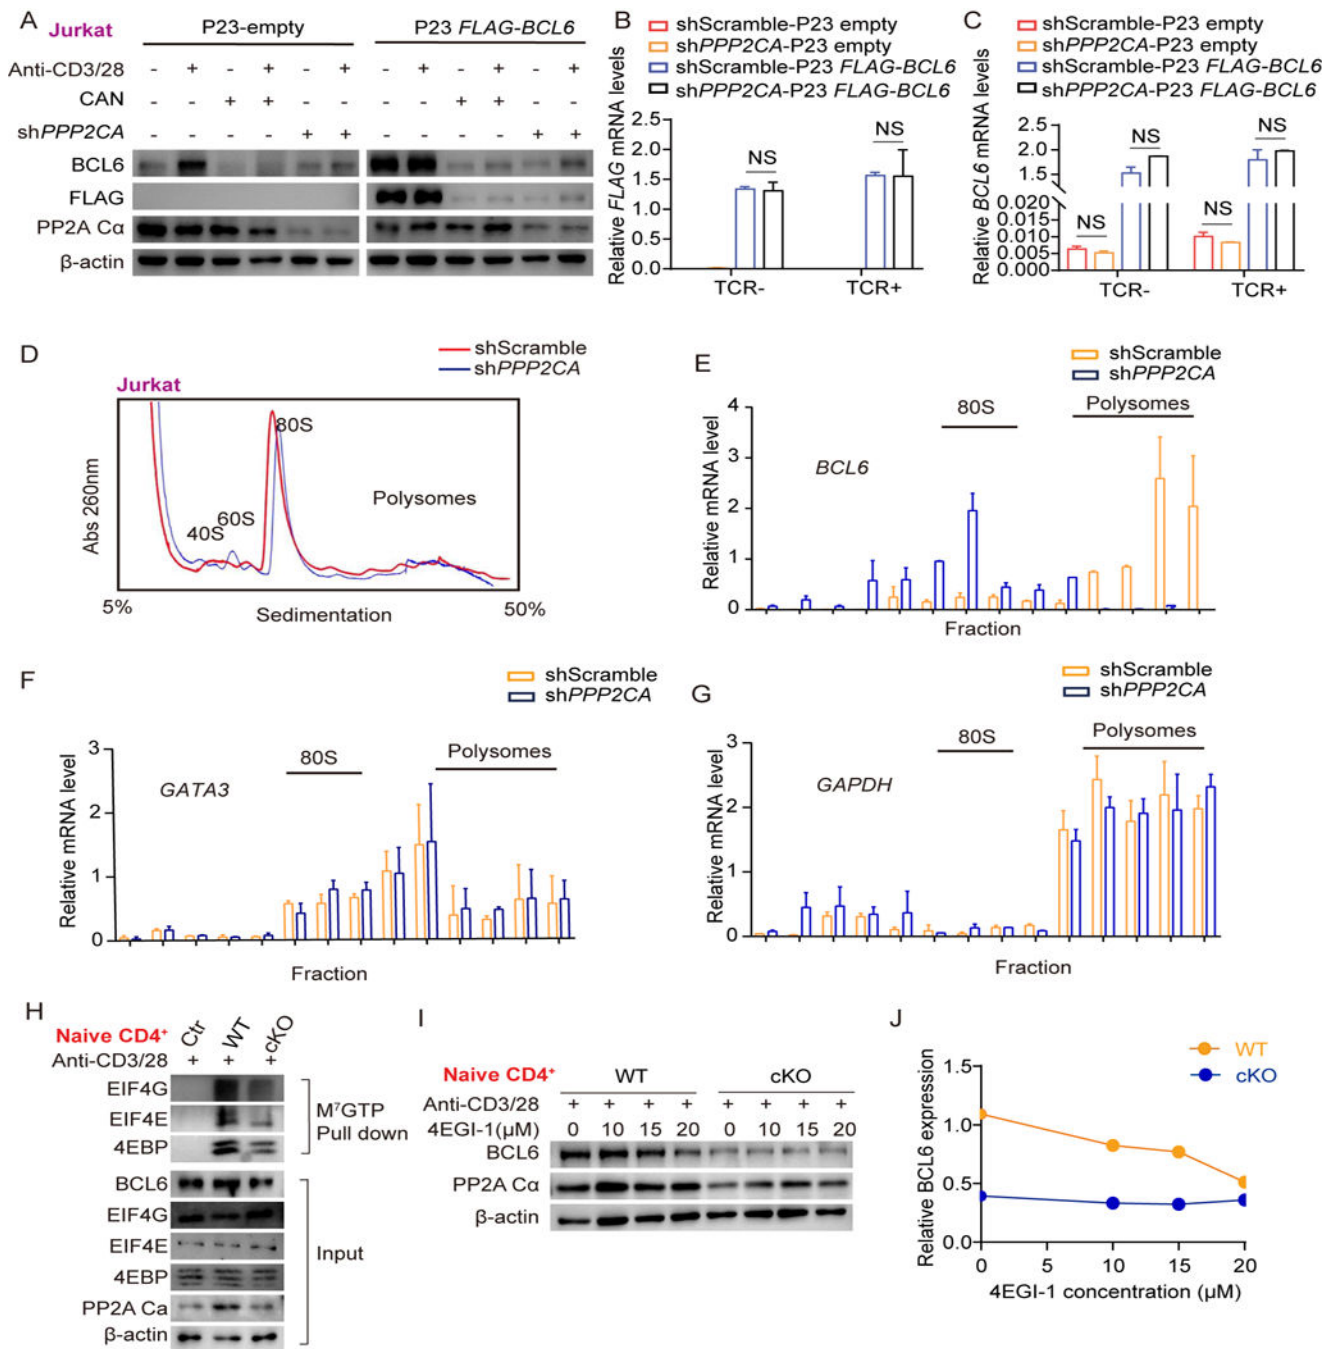 A
Jurkat
P23-empty
P23 FLAG-BCL6
Anti-CD3/28 - + - + - + - + - + - +
CAN - - + + - - - - + + - -
shPPP2CA - - - - + + - - - - + +
BCL6
FLAG
PP2A Cα
β-actin
B
shScramble-P23 empty
shPPP2CA-P23 empty
shScramble-P23 FLAG-BCL6
shPPP2CA-P23 FLAG-BCL6
Relative FLAG mRNA levels
2.5
2.0
1.5
1.0
0.5
0.0
NS
NS
TCR-
TCR+
C
shScramble-P23 empty
shPPP2CA-P23 empty
shScramble-P23 FLAG-BCL6
shPPP2CA-P23 FLAG-BCL6
Relative BCL6 mRNA levels
2.5
2.0
1.5
0.020
0.015
0.010
0.005
0.000
NS
NS
NS
NS
TCR-
TCR+
D
shScramble
shPPP2CA
Jurkat
Abs 260nm
40S
60S
80S
Polysomes
5%
50%
Sedimentation
E
shScramble
shPPP2CA
Relative mRNA level
4
3
2
1
0
BCL6
80S
Polysomes
Fraction
F
shScramble
shPPP2CA
Relative mRNA level
3
2
1
0
GATA3
80S
Polysomes
Fraction
G
shScramble
shPPP2CA
Relative mRNA level
3
2
1
0
GAPDH
80S
Polysomes
Fraction
H
Naive CD4+
Ctr
WT
cKO
Anti-CD3/28 + + +
EIF4G
EIF4E
4EBP
M7GTP
Pull down
BCL6
EIF4G
EIF4E
4EBP
PP2A Ca
β-actin
Input
I
Naive CD4+
WT
cKO
Anti-CD3/28 + + + + + + + +
4EGI-1(μM) 0 10 15 20 0 10 15 20
BCL6
PP2A Cα
β-actin
J
WT
cKO
Relative BCL6 expression
1.5
1.0
0.5
0.0
0 5 10 15 20
4EGI-1 concentration (μM)